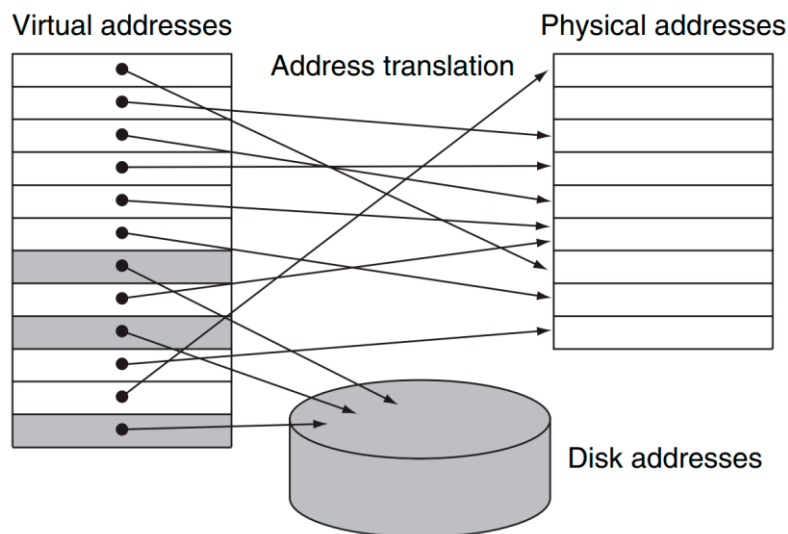 Virtual addresses
Physical addresses
Address translation
Disk addresses